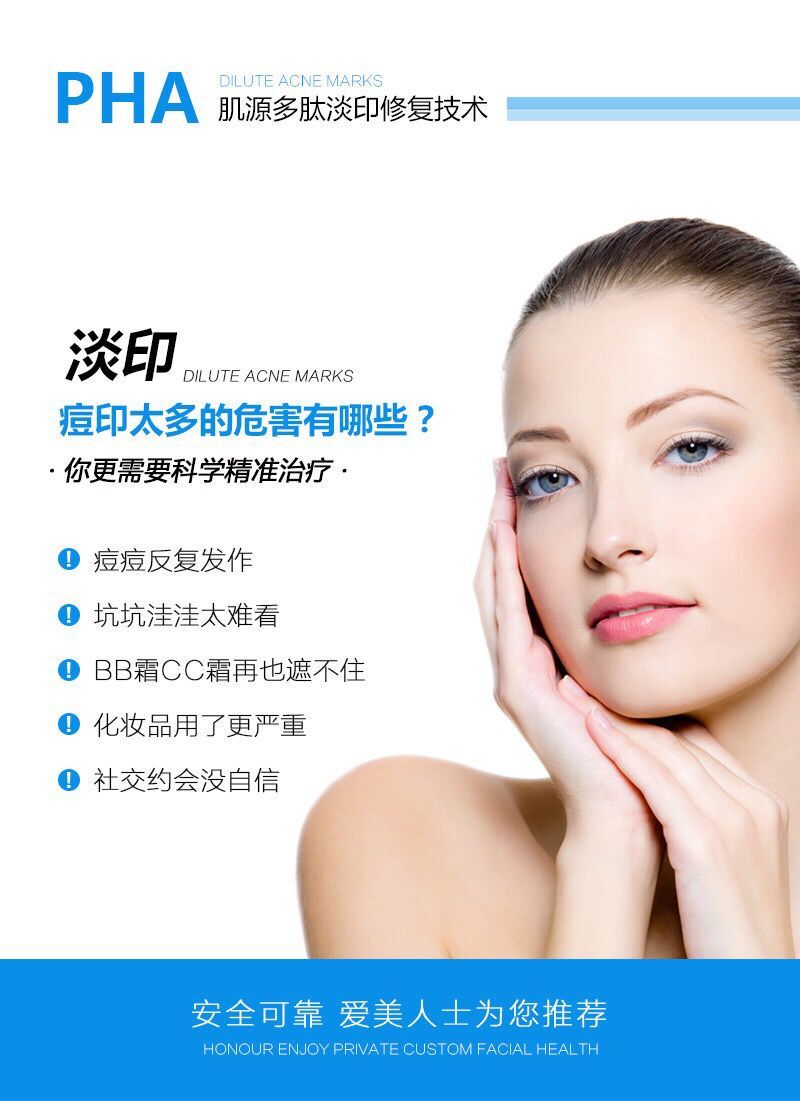 PHA
DILUTE ACNE MARKS
肌源多肽淡印修复技术
淡印
DILUTE ACNE MARKS
痘印太多的危害有哪些？
·你更需要科学精准治疗·
! 痘痘反复发作
! 坑坑洼洼太难看
! BB霜CC霜再也遮不住
! 化妆品用了更严重
! 社交约会没自信
安全可靠 爱美人士为您推荐
HONOUR ENJOY PRIVATE CUSTOM FACIAL HEALTH